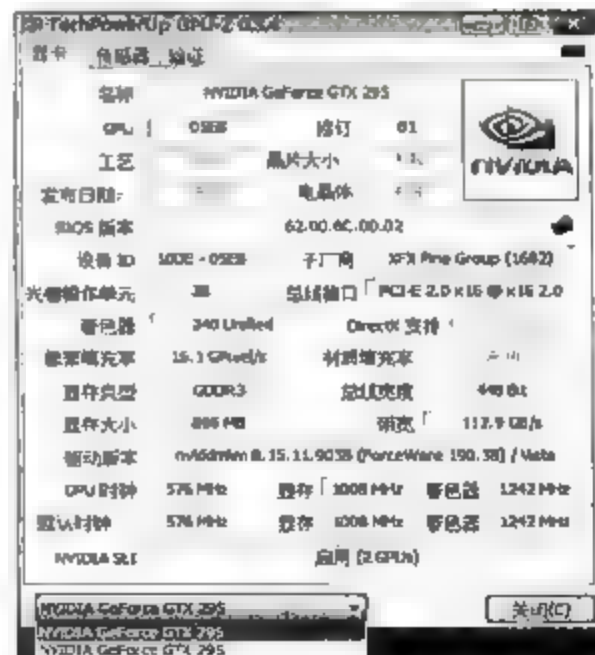 TechPowerUp GPU-Z
显卡 传感器 验证
名称 NVIDIA GeForce GTX 295
GPU 05EB 修订 B1
工艺 晶片大小
发布日期 晶体
NVIDIA
BIOS 版本 62.00.6C.00.02
设备 ID 10DE - 05EB 子厂商 XFX Pine Group (1682)
光栅操作单元 28 总线接口 PCI-E 2.0 x16 @ x16 2.0
着色器 240 Unified DirectX 支持
像素填充率 16.1 GPixel/s 材质填充率
显存类型 GDDR3 总线宽度 448 Bit
显存大小 896 MB 带宽 112.9 GB/s
驱动版本 nvlddmkm 8.15.11.9038 (ForceWare 190.38) / Vista
GPU 时钟 576 MHz 显存 1008 MHz 着色器 1242 MHz
默认时钟 576 MHz 显存 1008 MHz 着色器 1242 MHz
NVIDIA SLI 启用 (2 GPUs)
NVIDIA GeForce GTX 295 关闭(C)
NVIDIA GeForce GTX 295
NVIDIA GeForce GTX 295